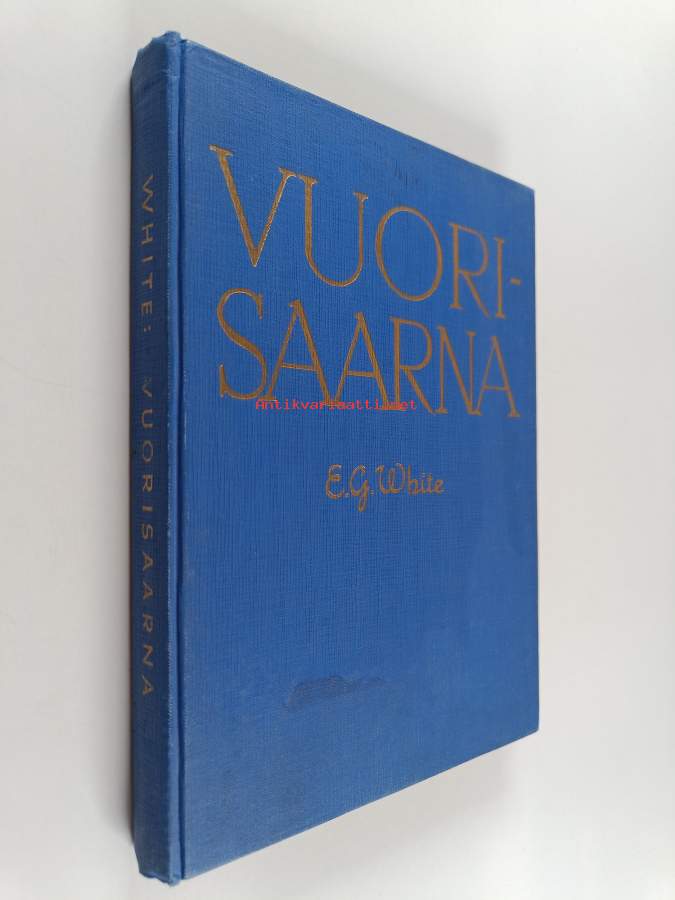 WHITE: VUORISAARNA
VUORI-
SAARNA
Antikvariaatti.net
E.G. White